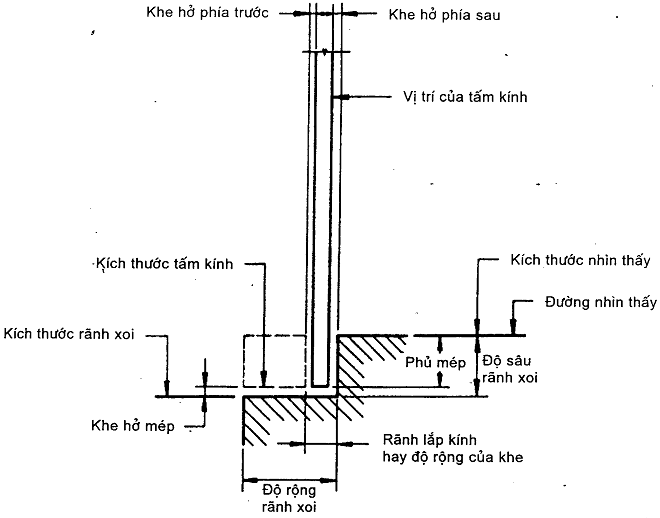 Khe hở phía trước
Khe hở phía sau
Vị trí của tấm kính
Kích thước tấm kính
Kích thước nhìn thấy
Đường nhìn thấy
Kích thước rãnh xoi
Phủ mép
Độ sâu
rãnh xoi
Khe hở mép
Rãnh lắp kính
hay độ rộng của khe
Độ rộng
rãnh xoi